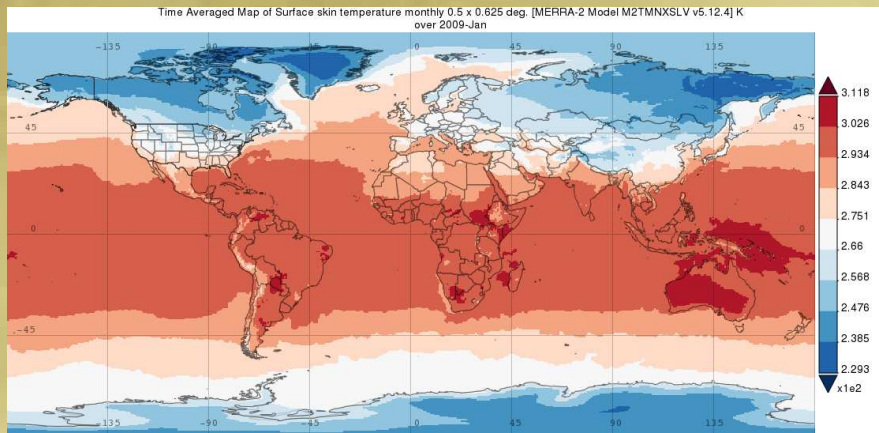 Time Averaged Map of Surface skin temperature monthly 0.5 x 0.625 deg. [MERRA-2 Model M2TMNXSLV v5.12.4] K
over 2009-Jan
-135 -90 -45 0 45 90 135
45 45
0 0
-45 -45
-135 -90 -45 0 45 90 135
3.118
3.026
2.934
2.843
2.751
2.66
2.568
2.476
2.385
2.293
x1e2